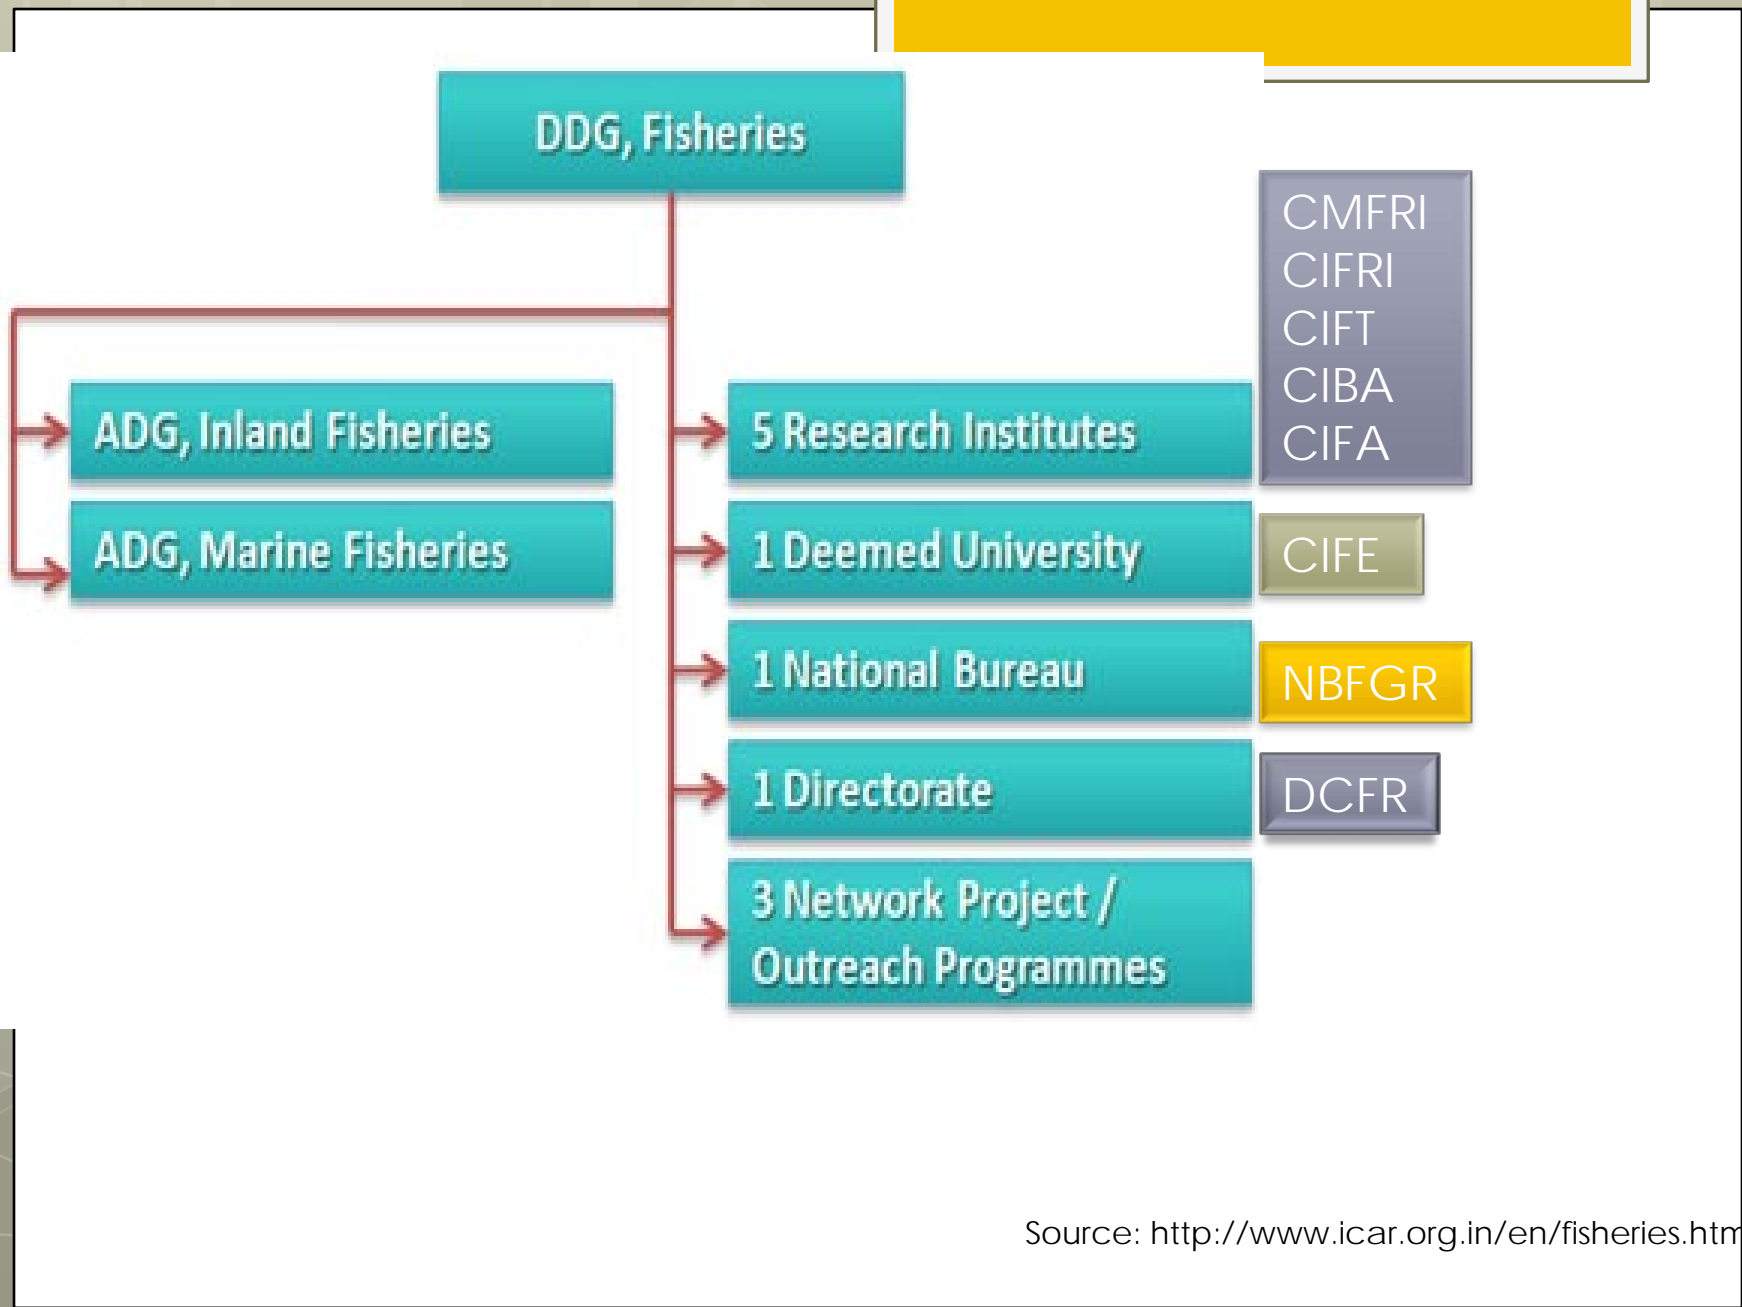 DDG, Fisheries
ADG, Inland Fisheries
ADG, Marine Fisheries
5 Research Institutes
CMFRI
CIFRI
CIFT
CIBA
CIFA
1 Deemed University
CIFE
1 National Bureau
NBFGR
1 Directorate
DCFR
3 Network Project /
Outreach Programmes
Source: http://www.icar.org.in/en/fisheries.htm